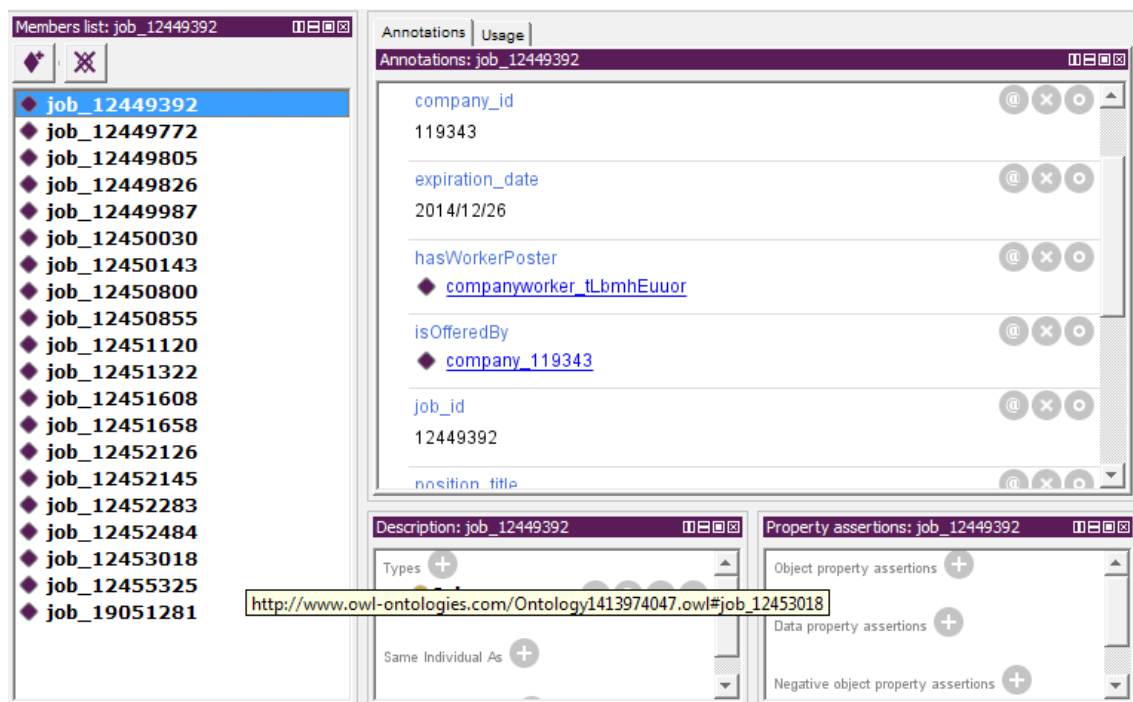 Members list: job_12449392
job_12449392
job_12449772
job_12449805
job_12449826
job_12449987
job_12450030
job_12450143
job_12450800
job_12450855
job_12451120
job_12451322
job_12451608
job_12451658
job_12452126
job_12452145
job_12452283
job_12452484
job_12453018
job_12455325
job_19051281
Annotations Usage
Annotations: job_12449392
company_id
119343
expiration_date
2014/12/26
hasWorkerPoster
companyworker_tLbmhEuuor
isOfferedBy
company_119343
job_id
12449392
position_title
Description: job_12449392
Types
http://www.owl-ontologies.com/Ontology1413974047.owl#job_12453018
Same Individual As
Property assertions: job_12449392
Object property assertions
Data property assertions
Negative object property assertions